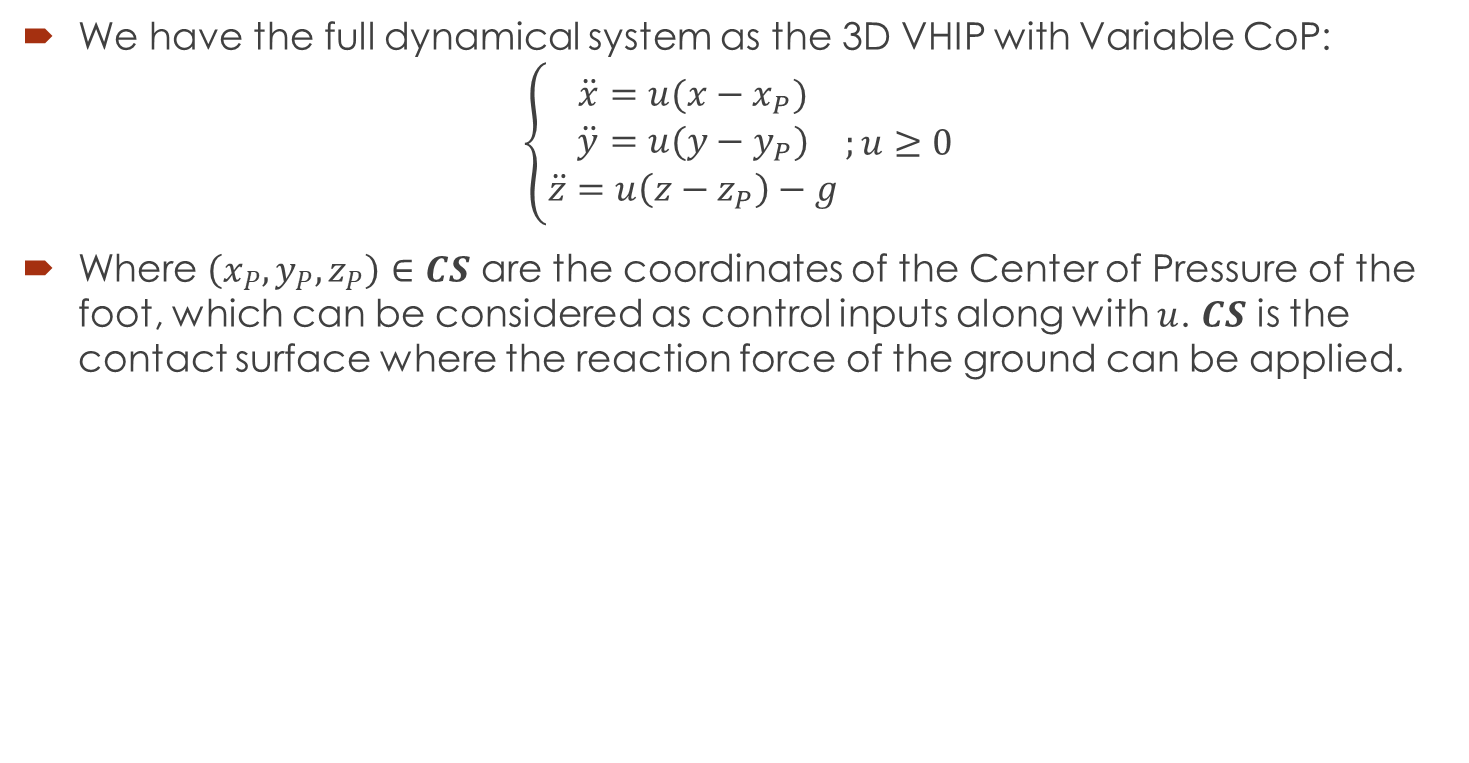 We have the full dynamical system as the 3D VHIP with Variable CoP:
ẍ = u(x − x_P)
ÿ = u(y − y_P) ; u ≥ 0
z̈ = u(z − z_P) − g
Where (x_P, y_P, z_P) ∈ CS are the coordinates of the Center of Pressure of the
foot, which can be considered as control inputs along with u. CS is the
contact surface where the reaction force of the ground can be applied.